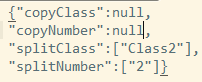 {"copyClass":null,
"copyNumber":null,
"splitClass":["Class2"],
"splitNumber":["2"]}